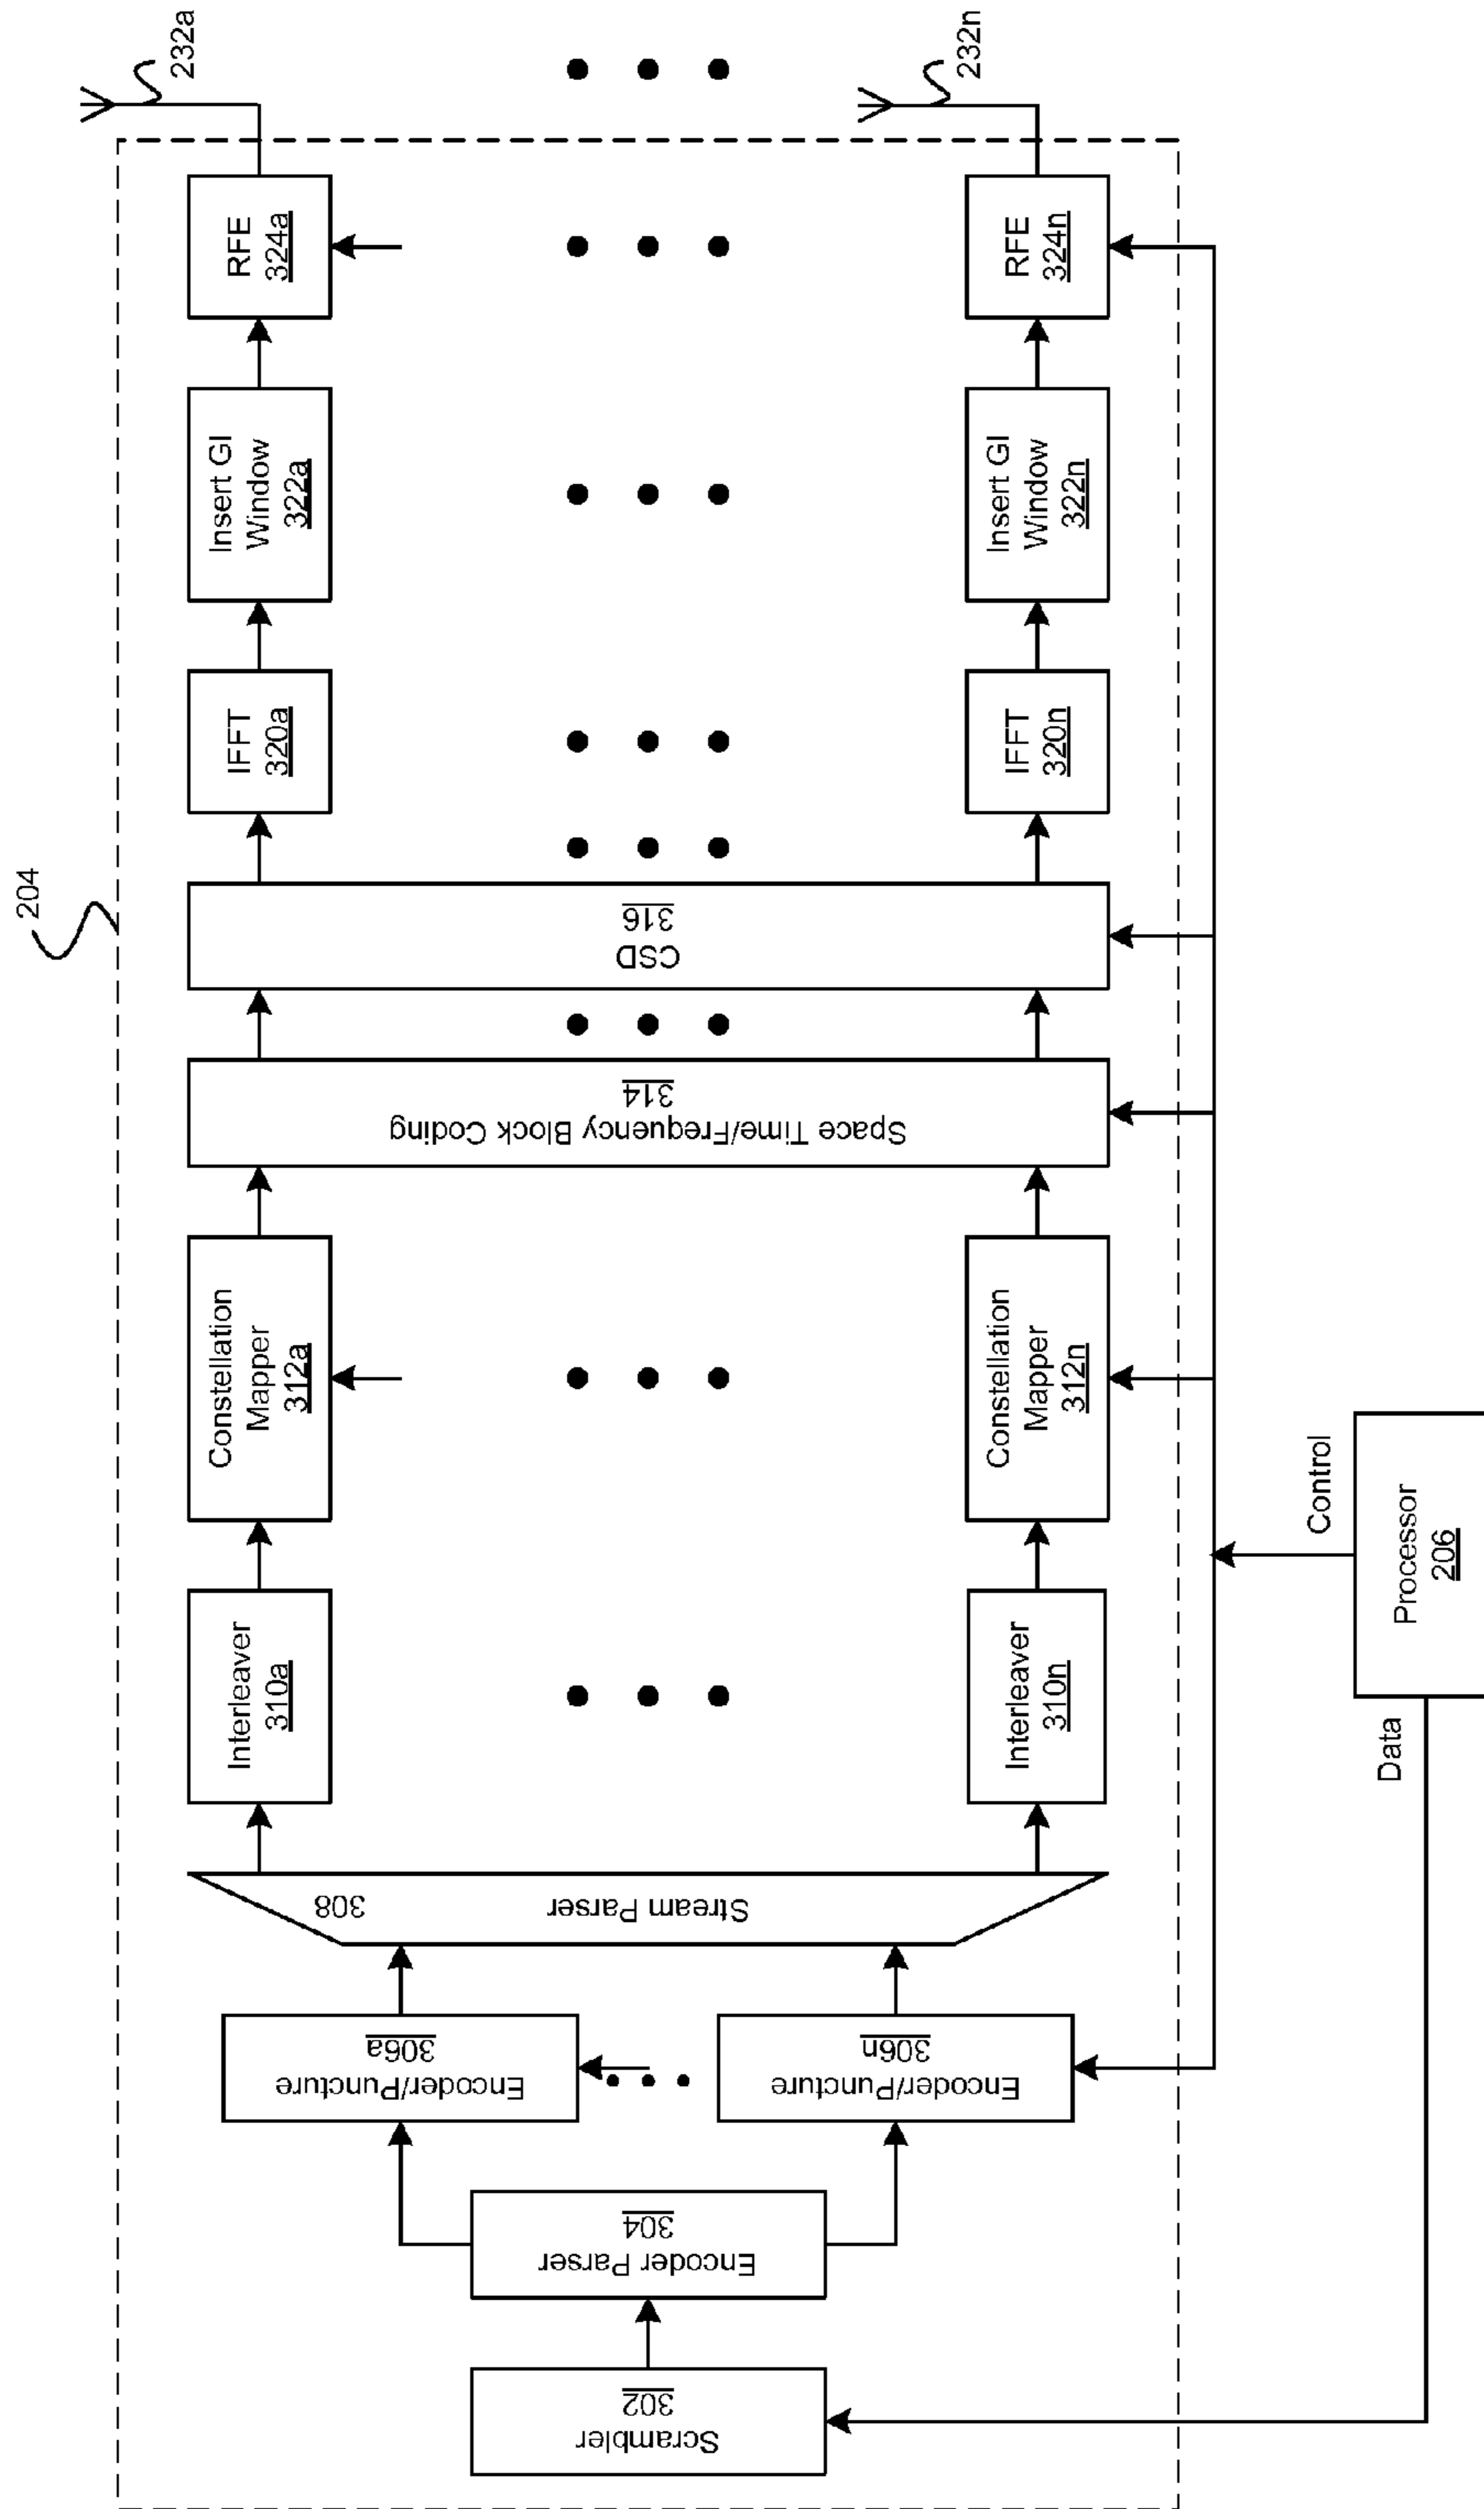 204
Scrambler
302
Encoder Parser
304
Encoder/Puncture
306a
Encoder/Puncture
306n
Stream Parser
308
Interleaver
310a
Interleaver
310n
Constellation
Mapper
312a
Constellation
Mapper
312n
Space Time/Frequency Block Coding
314
CSD
316
IFFT
320a
IFFT
320n
Insert GI
Window
322a
Insert GI
Window
322n
RFE
324a
RFE
324n
232a
232n
Data
Control
Processor
206